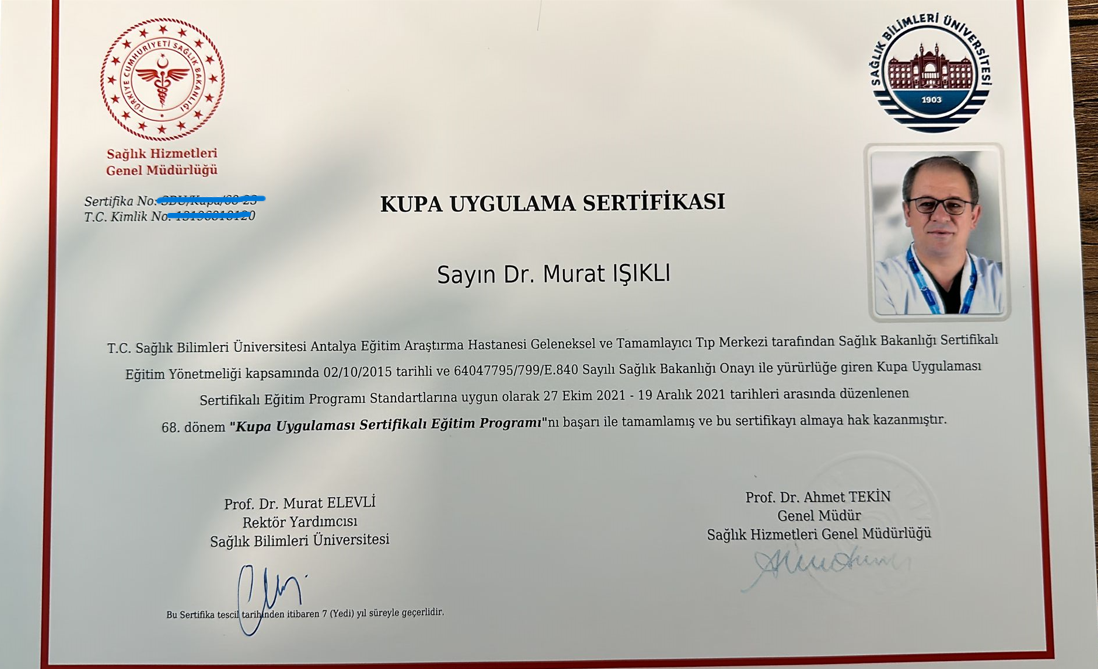 TÜRKİYE CUMHURİYETİ SAĞLIK BAKANLIĞI
SAĞLIK BİLİMLERİ ÜNİVERSİTESİ
1903
Sağlık Hizmetleri
Genel Müdürlüğü
Sertifika No:
T.C. Kimlik No:
KUPA UYGULAMA SERTİFİKASI
Sayın Dr. Murat IŞIKLI
T.C. Sağlık Bilimleri Üniversitesi Antalya Eğitim Araştırma Hastanesi Geleneksel ve Tamamlayıcı Tıp Merkezi tarafından Sağlık Bakanlığı Sertifikalı
Eğitim Yönetmeliği kapsamında 02/10/2015 tarihli ve 64047795/799/E.840 Sayılı Sağlık Bakanlığı Onayı ile yürürlüğe giren Kupa Uygulaması
Sertifikalı Eğitim Programı Standartlarına uygun olarak 27 Ekim 2021 - 19 Aralık 2021 tarihleri arasında düzenlenen
68. dönem "Kupa Uygulaması Sertifikalı Eğitim Programı"nı başarı ile tamamlamış ve bu sertifikayı almaya hak kazanmıştır.
Prof. Dr. Murat ELEVLİ
Rektör Yardımcısı
Sağlık Bilimleri Üniversitesi
Prof. Dr. Ahmet TEKİN
Genel Müdür
Sağlık Hizmetleri Genel Müdürlüğü
Bu Sertifika tescil tarihinden itibaren 7 (Yedi) yıl süreyle geçerlidir.